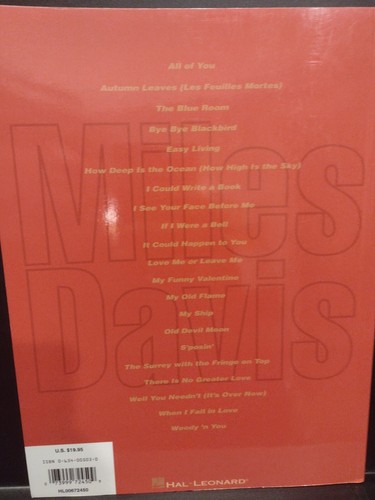 All of You
Autumn Leaves (Les Feuilles Mortes)
The Blue Room
Bye Bye Blackbird
Easy Living
How Deep Is the Ocean (How High Is the Sky)
I Could Write a Book
I See Your Face Before Me
If I Were a Bell
It Could Happen to You
Love Me or Leave Me
My Funny Valentine
My Old Flame
My Ship
Old Devil Moon
S'posin'
The Surrey with the Fringe on Top
There Is No Greater Love
Well You Needn't (It's Over Now)
When I Fall in Love
Woody 'n You
Miles
Davis
U.S. $19.95
HL00672450
HAL•LEONARD®